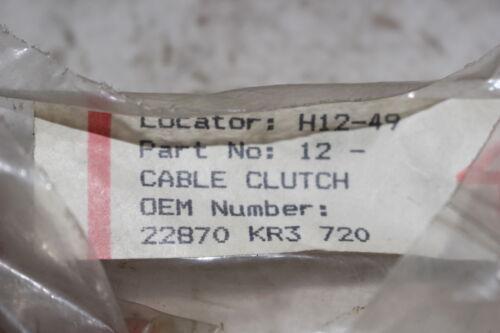 Locator: H12-49
Part No: 12 -
CABLE CLUTCH
OEM Number:
22870 KR3 720